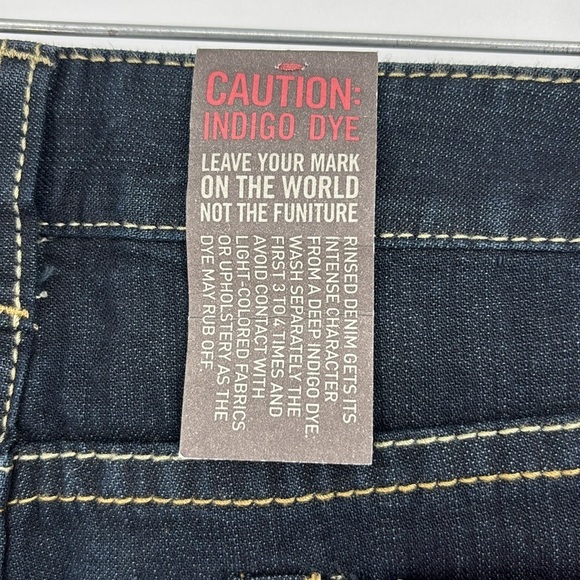 CAUTION:
INDIGO DYE
LEAVE YOUR MARK
ON THE WORLD
NOT THE FUNITURE
RINSED DENIM GETS ITS
INTENSE CHARACTER
FROM A DEEP INDIGO DYE.
WASH SEPARATELY THE
FIRST 3 TO 4 TIMES AND
AVOID CONTACT WITH
LIGHT-COLORED FABRICS
OR UPHOLSTERY AS THE
DYE MAY RUB OFF.